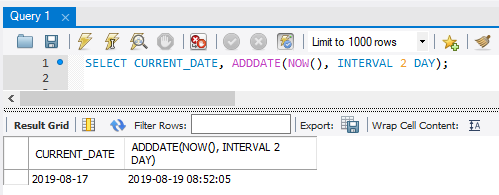 Query 1
Limit to 1000 rows
1 SELECT CURRENT_DATE, ADDDATE(NOW(), INTERVAL 2 DAY);
2
Result Grid Filter Rows: Export: Wrap Cell Content:
CURRENT_DATE ADDDATE(NOW(), INTERVAL 2
DAY)
2019-08-17 2019-08-19 08:52:05